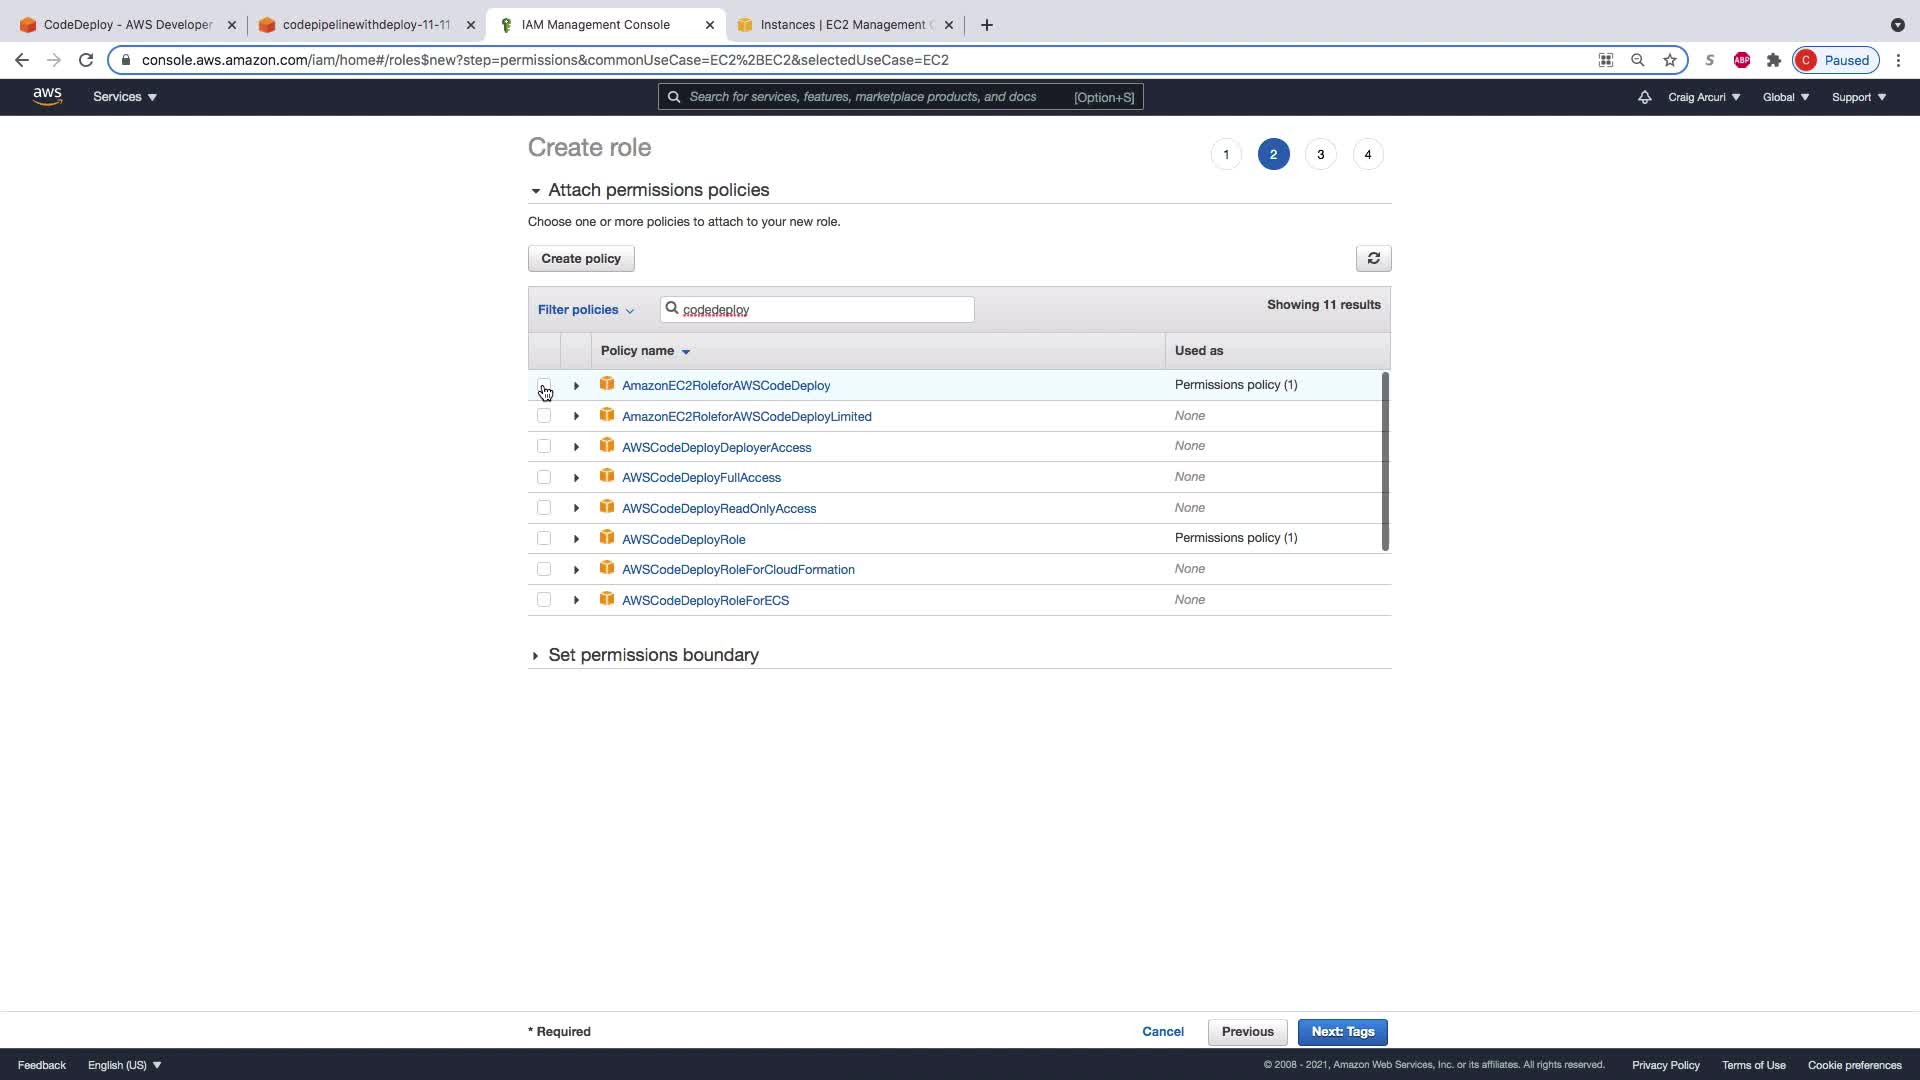 CodeDeploy - AWS Developer
codepipelinewithdeploy-11-11
IAM Management Console
Instances | EC2 Management C
console.aws.amazon.com/iam/home#/roles$new?step=permissions&commonUseCase=EC2%2BEC2&selectedUseCase=EC2
S
ABP
C
Paused
aws
Services
Search for services, features, marketplace products, and docs
[Option+S]
Craig Arcuri
Global
Support
Create role
1
2
3
4
Attach permissions policies
Choose one or more policies to attach to your new role.
Create policy
Filter policies
codedeploy
Showing 11 results
Policy name
Used as
AmazonEC2RoleforAWSCodeDeploy
Permissions policy (1)
AmazonEC2RoleforAWSCodeDeployLimited
None
AWSCodeDeployDeployerAccess
None
AWSCodeDeployFullAccess
None
AWSCodeDeployReadOnlyAccess
None
AWSCodeDeployRole
Permissions policy (1)
AWSCodeDeployRoleForCloudFormation
None
AWSCodeDeployRoleForECS
None
Set permissions boundary
* Required
Cancel
Previous
Next: Tags
Feedback
English (US)
© 2008 - 2021, Amazon Web Services, Inc. or its affiliates. All rights reserved.
Privacy Policy
Terms of Use
Cookie preferences